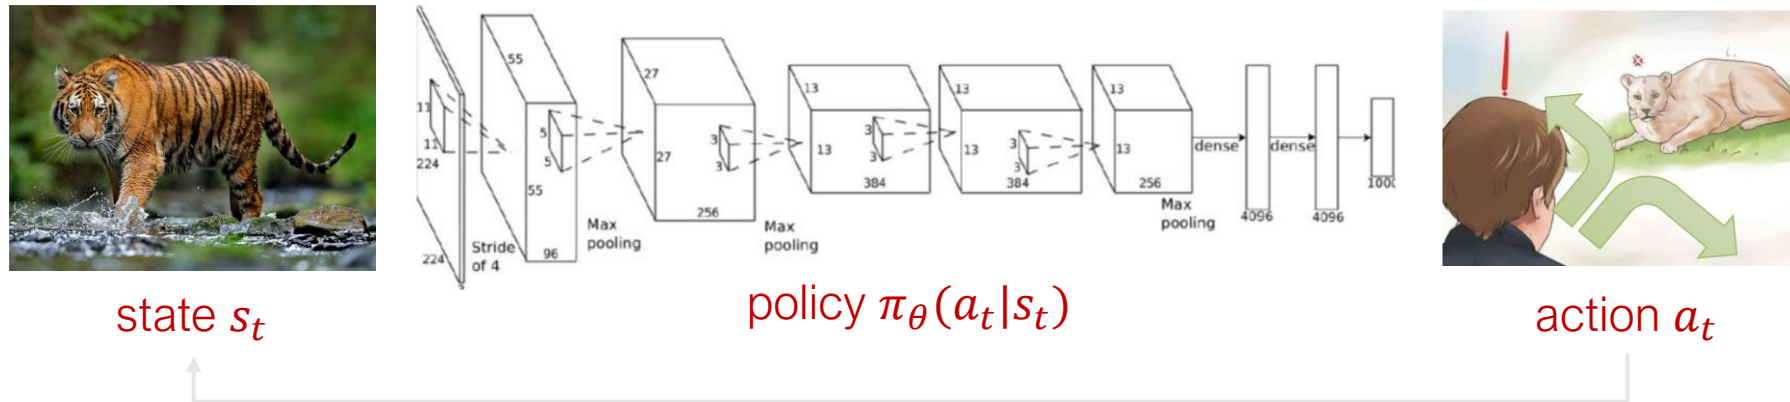 11
11
224
224
Stride
of 4
55
55
96
5
5
Max
pooling
27
27
256
3
3
Max
pooling
13
13
384
3
3
13
13
384
3
3
13
13
256
Max
pooling
dense
4096
dense
4096
!
state s_t
policy π_θ(a_t|s_t)
action a_t